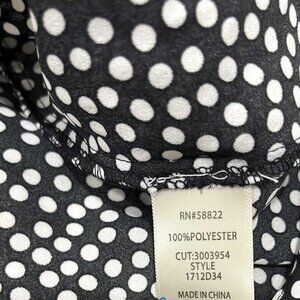 RN#58822
100%POLYESTER
CUT:3003954
STYLE
1712D34
MADE IN CHINA